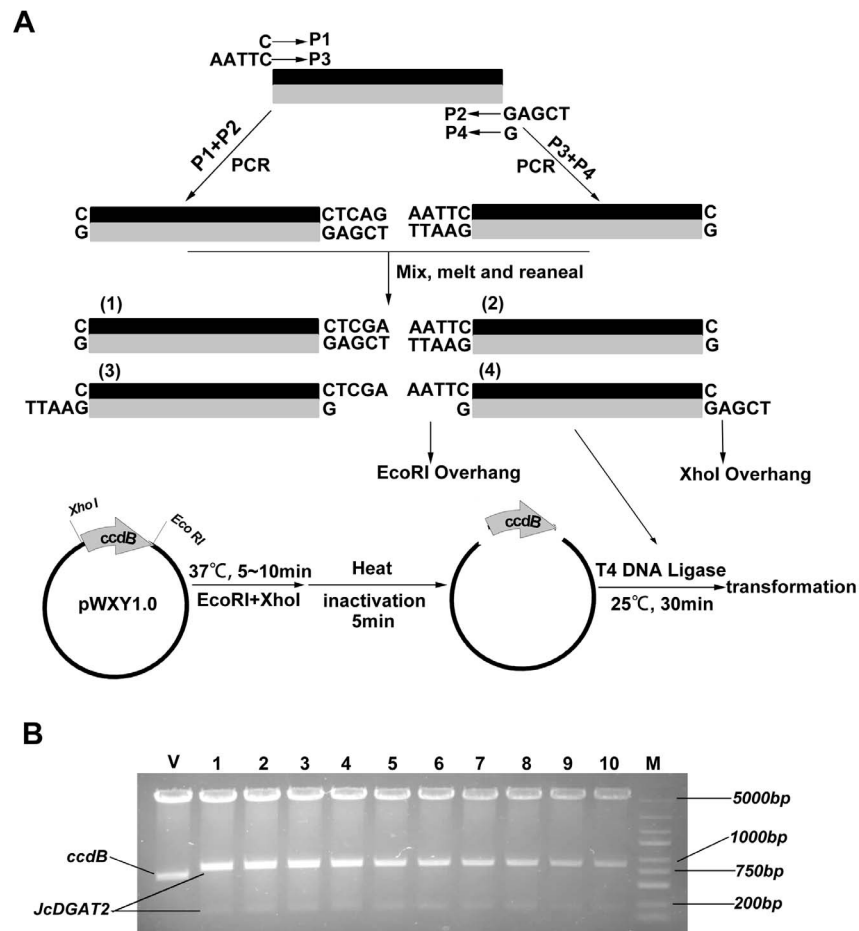 A
C P1
AATTC P3
P2 GAGCT
P4 G
P1+P2
PCR
P3+P4
PCR
C CTCAG AATTC C
G GAGCT TTAAG G
Mix, melt and reaneal
(1) (2)
C CTCGA AATTC C
G GAGCT TTAAG G
(3) (4)
C CTCGA AATTC C
TTAAG G G GAGCT
EcoRI Overhang XhoI Overhang
XhoI
ccdB
EcoRI
pWXY1.0
37℃, 5~10min
EcoRI+XhoI
Heat
inactivation
5min
ccdB
T4 DNA Ligase
25℃, 30min
transformation
B
V 1 2 3 4 5 6 7 8 9 10 M
5000bp
1000bp
ccdB
750bp
JcDGAT2
200bp